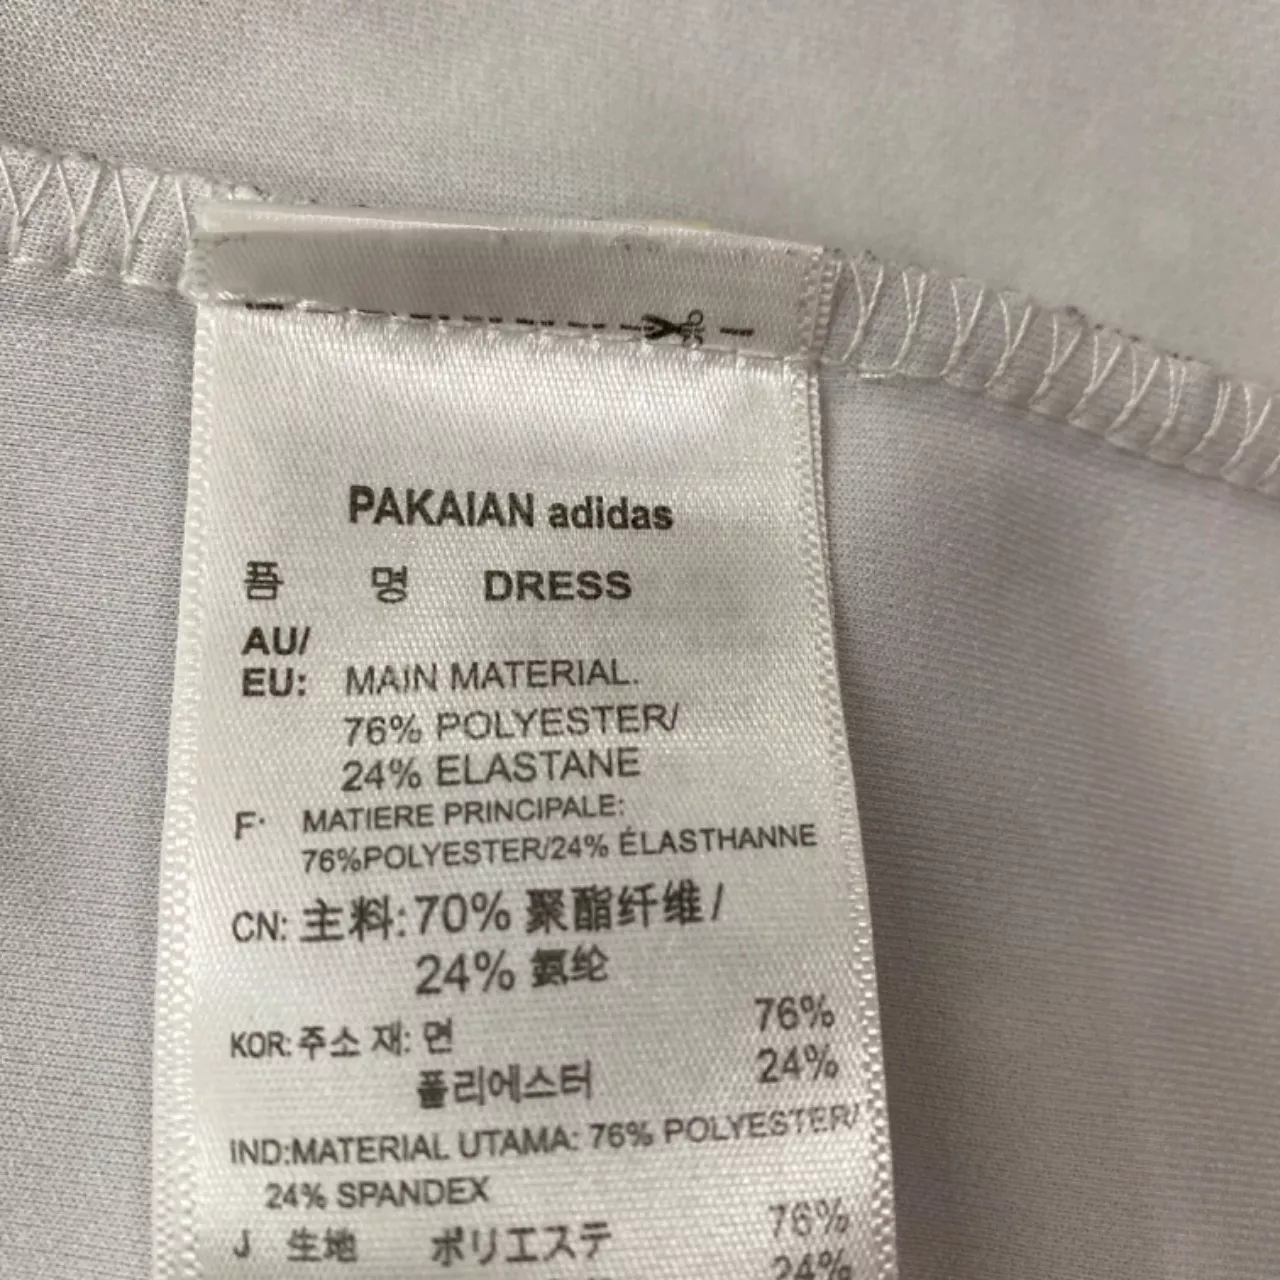 PAKAIAN adidas
품 명 DRESS
AU/
EU: MAIN MATERIAL.
76% POLYESTER/
24% ELASTANE
F· MATIERE PRINCIPALE:
76%POLYESTER/24% ÉLASTHANNE
CN: 主料: 70% 聚酯纤维/
24% 氨纶
KOR: 주소 재: 면 76%
폴리에스터 24%
IND:MATERIAL UTAMA: 76% POLYESTER/
24% SPANDEX
J 生地 ポリエステ 76%
24%